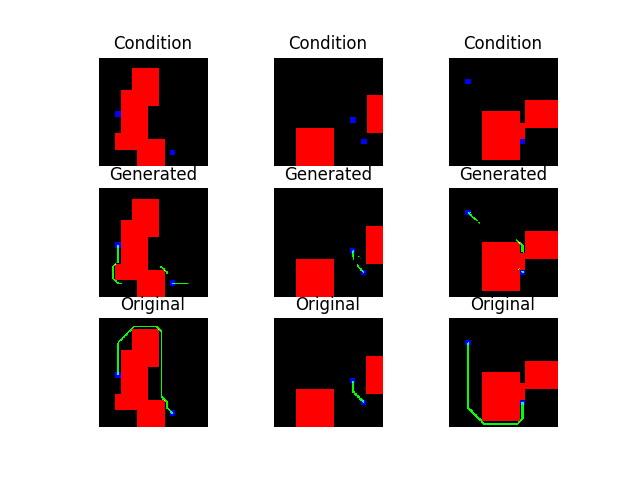 Condition Condition Condition
Generated Generated Generated
Original Original Original